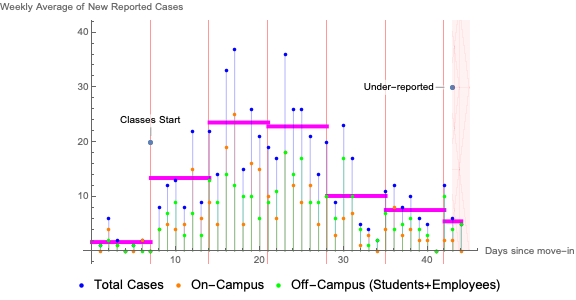 Weekly Average of New Reported Cases
40
30
Under-reported
Classes Start
20
10
Days since move-in
10
20
30
40
Total Cases
On-Campus
Off-Campus (Students+Employees)